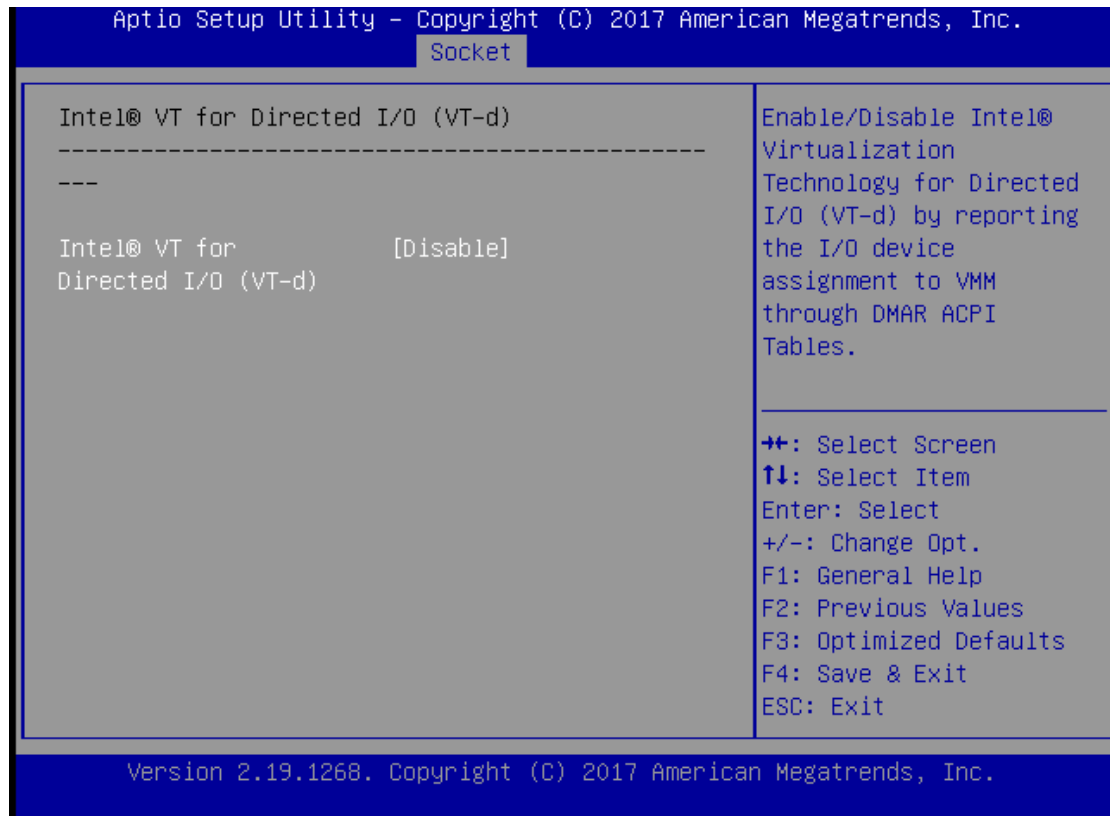 Aptio Setup Utility – Copyright (C) 2017 American Megatrends, Inc.
Socket
Intel® VT for Directed I/O (VT-d)
-----------------------------------------------
---
Intel® VT for [Disable]
Directed I/O (VT-d)
Enable/Disable Intel®
Virtualization
Technology for Directed
I/O (VT-d) by reporting
the I/O device
assignment to VMM
through DMAR ACPI
Tables.
→←: Select Screen
↑↓: Select Item
Enter: Select
+/-: Change Opt.
F1: General Help
F2: Previous Values
F3: Optimized Defaults
F4: Save & Exit
ESC: Exit
Version 2.19.1268. Copyright (C) 2017 American Megatrends, Inc.